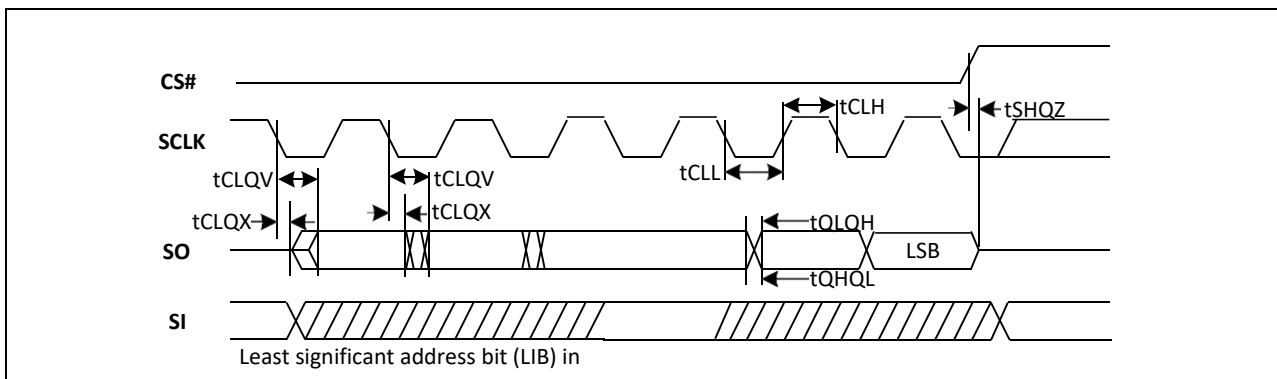 CS#
tCLH
tSHQZ
SCLK
tCLL
tCLQV
tCLQV
tCLQX
tCLQX
tQLQH
SO
LSB
tQHQL
SI
Least significant address bit (LIB) in